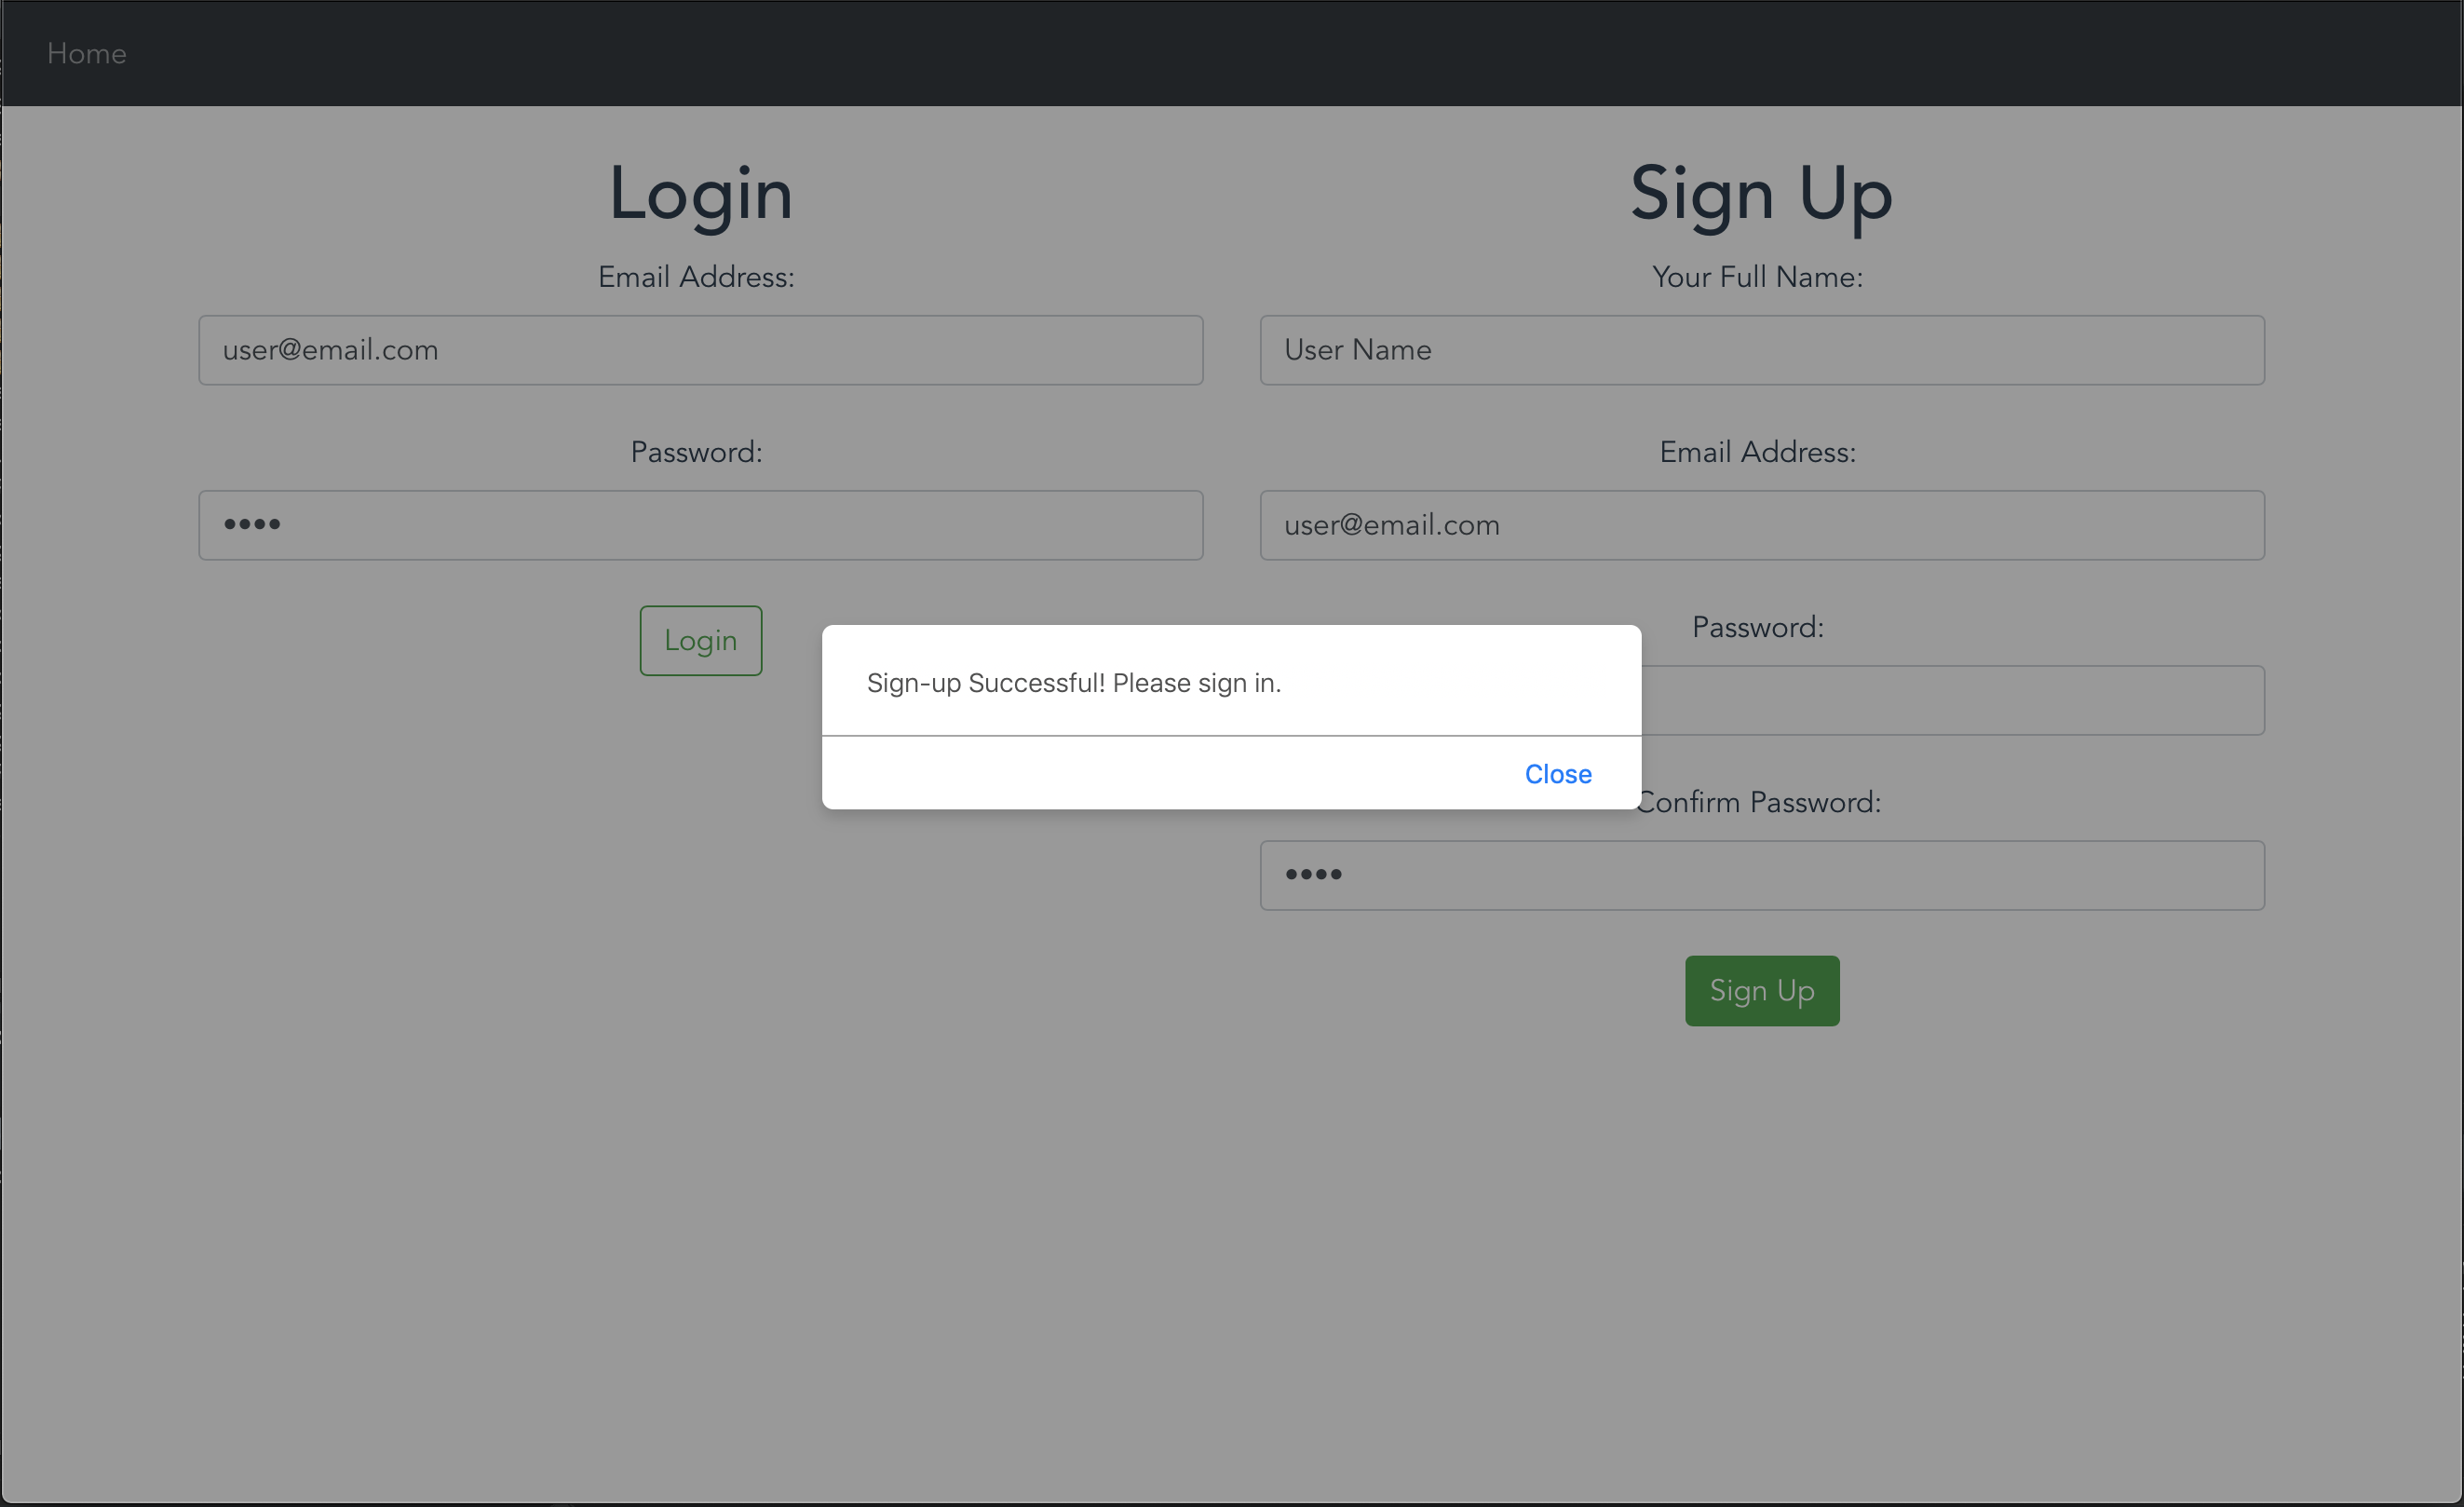 Home
Login
Email Address:
user@email.com
Password:
••••
Login
Sign Up
Your Full Name:
User Name
Email Address:
user@email.com
Password:
Confirm Password:
••••
Sign Up
Sign-up Successful! Please sign in.
Close